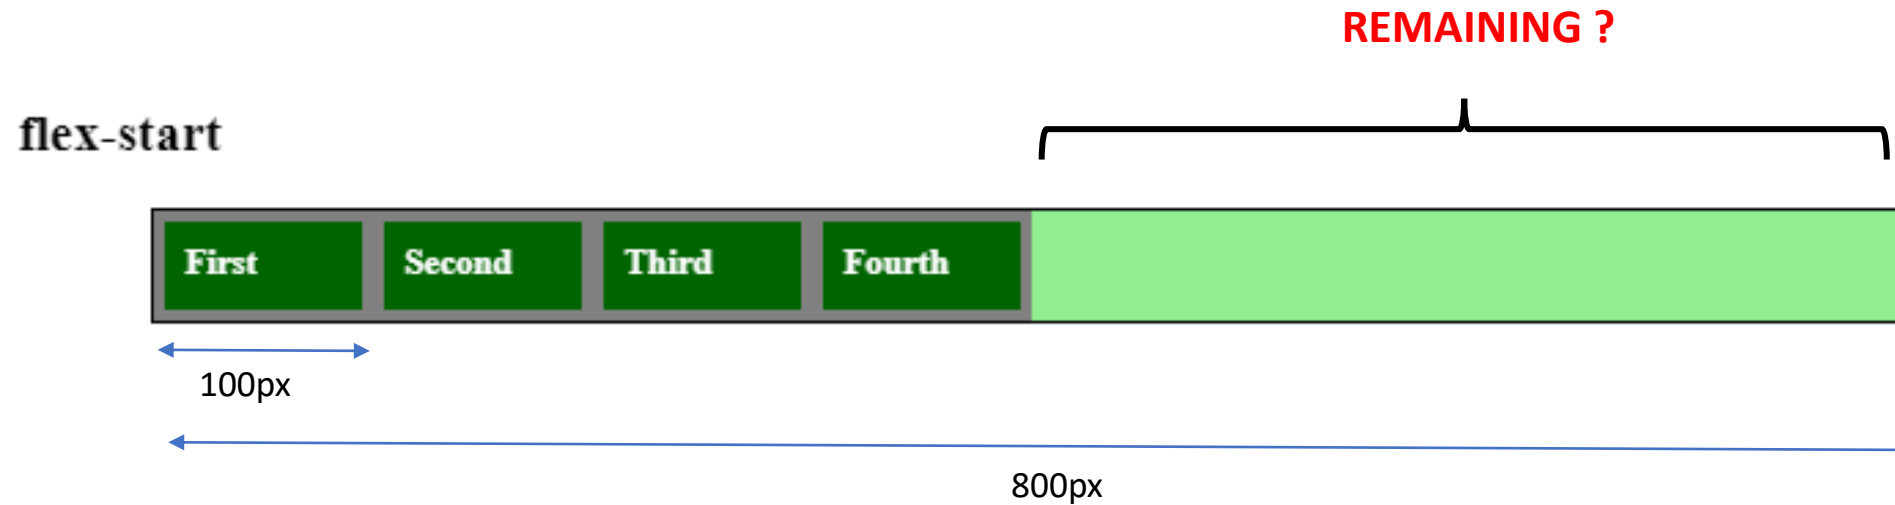 REMAINING ?
flex-start
First Second Third Fourth
100px
800px